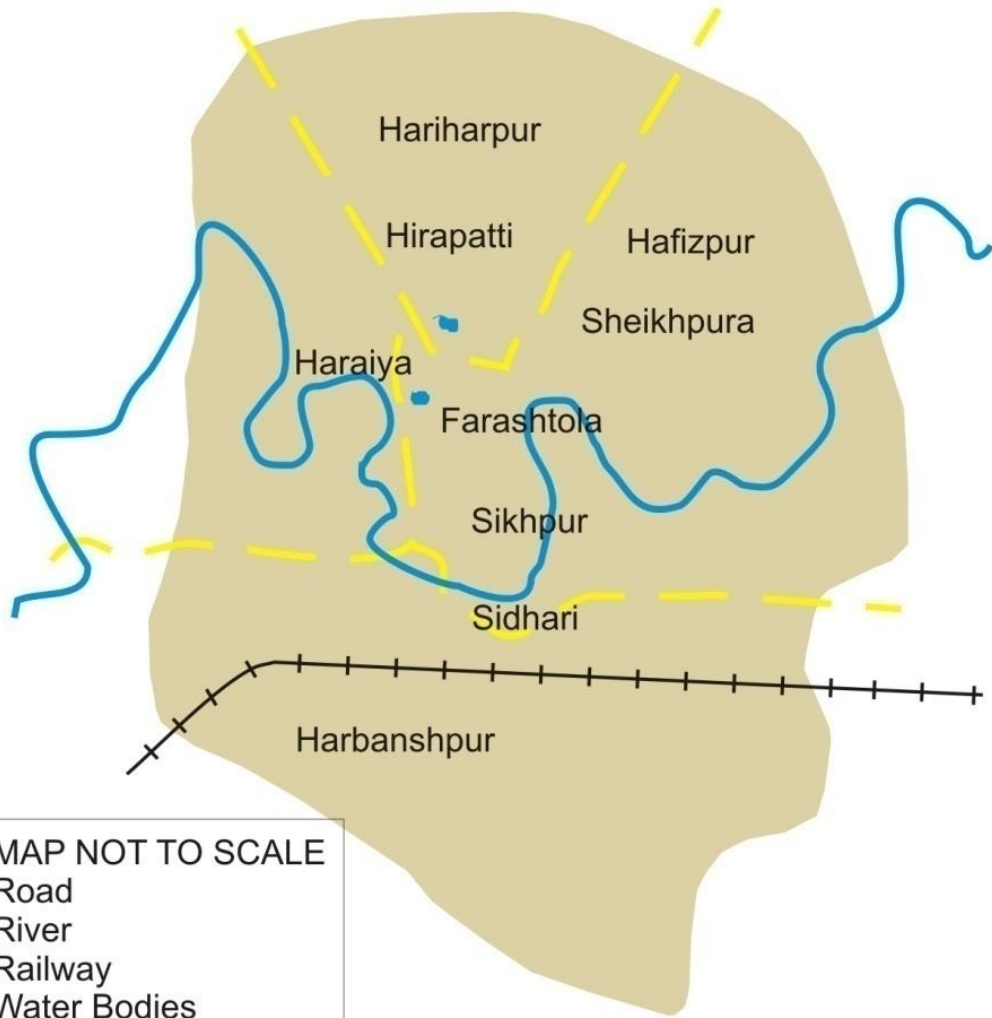 Hariharpur
Hirapatti
Hafizpur
Sheikhpura
Haraiya
Farashtola
Sikhpur
Sidhari
Harbanshpur
MAP NOT TO SCALE
Road
River
Railway
Water Bodies